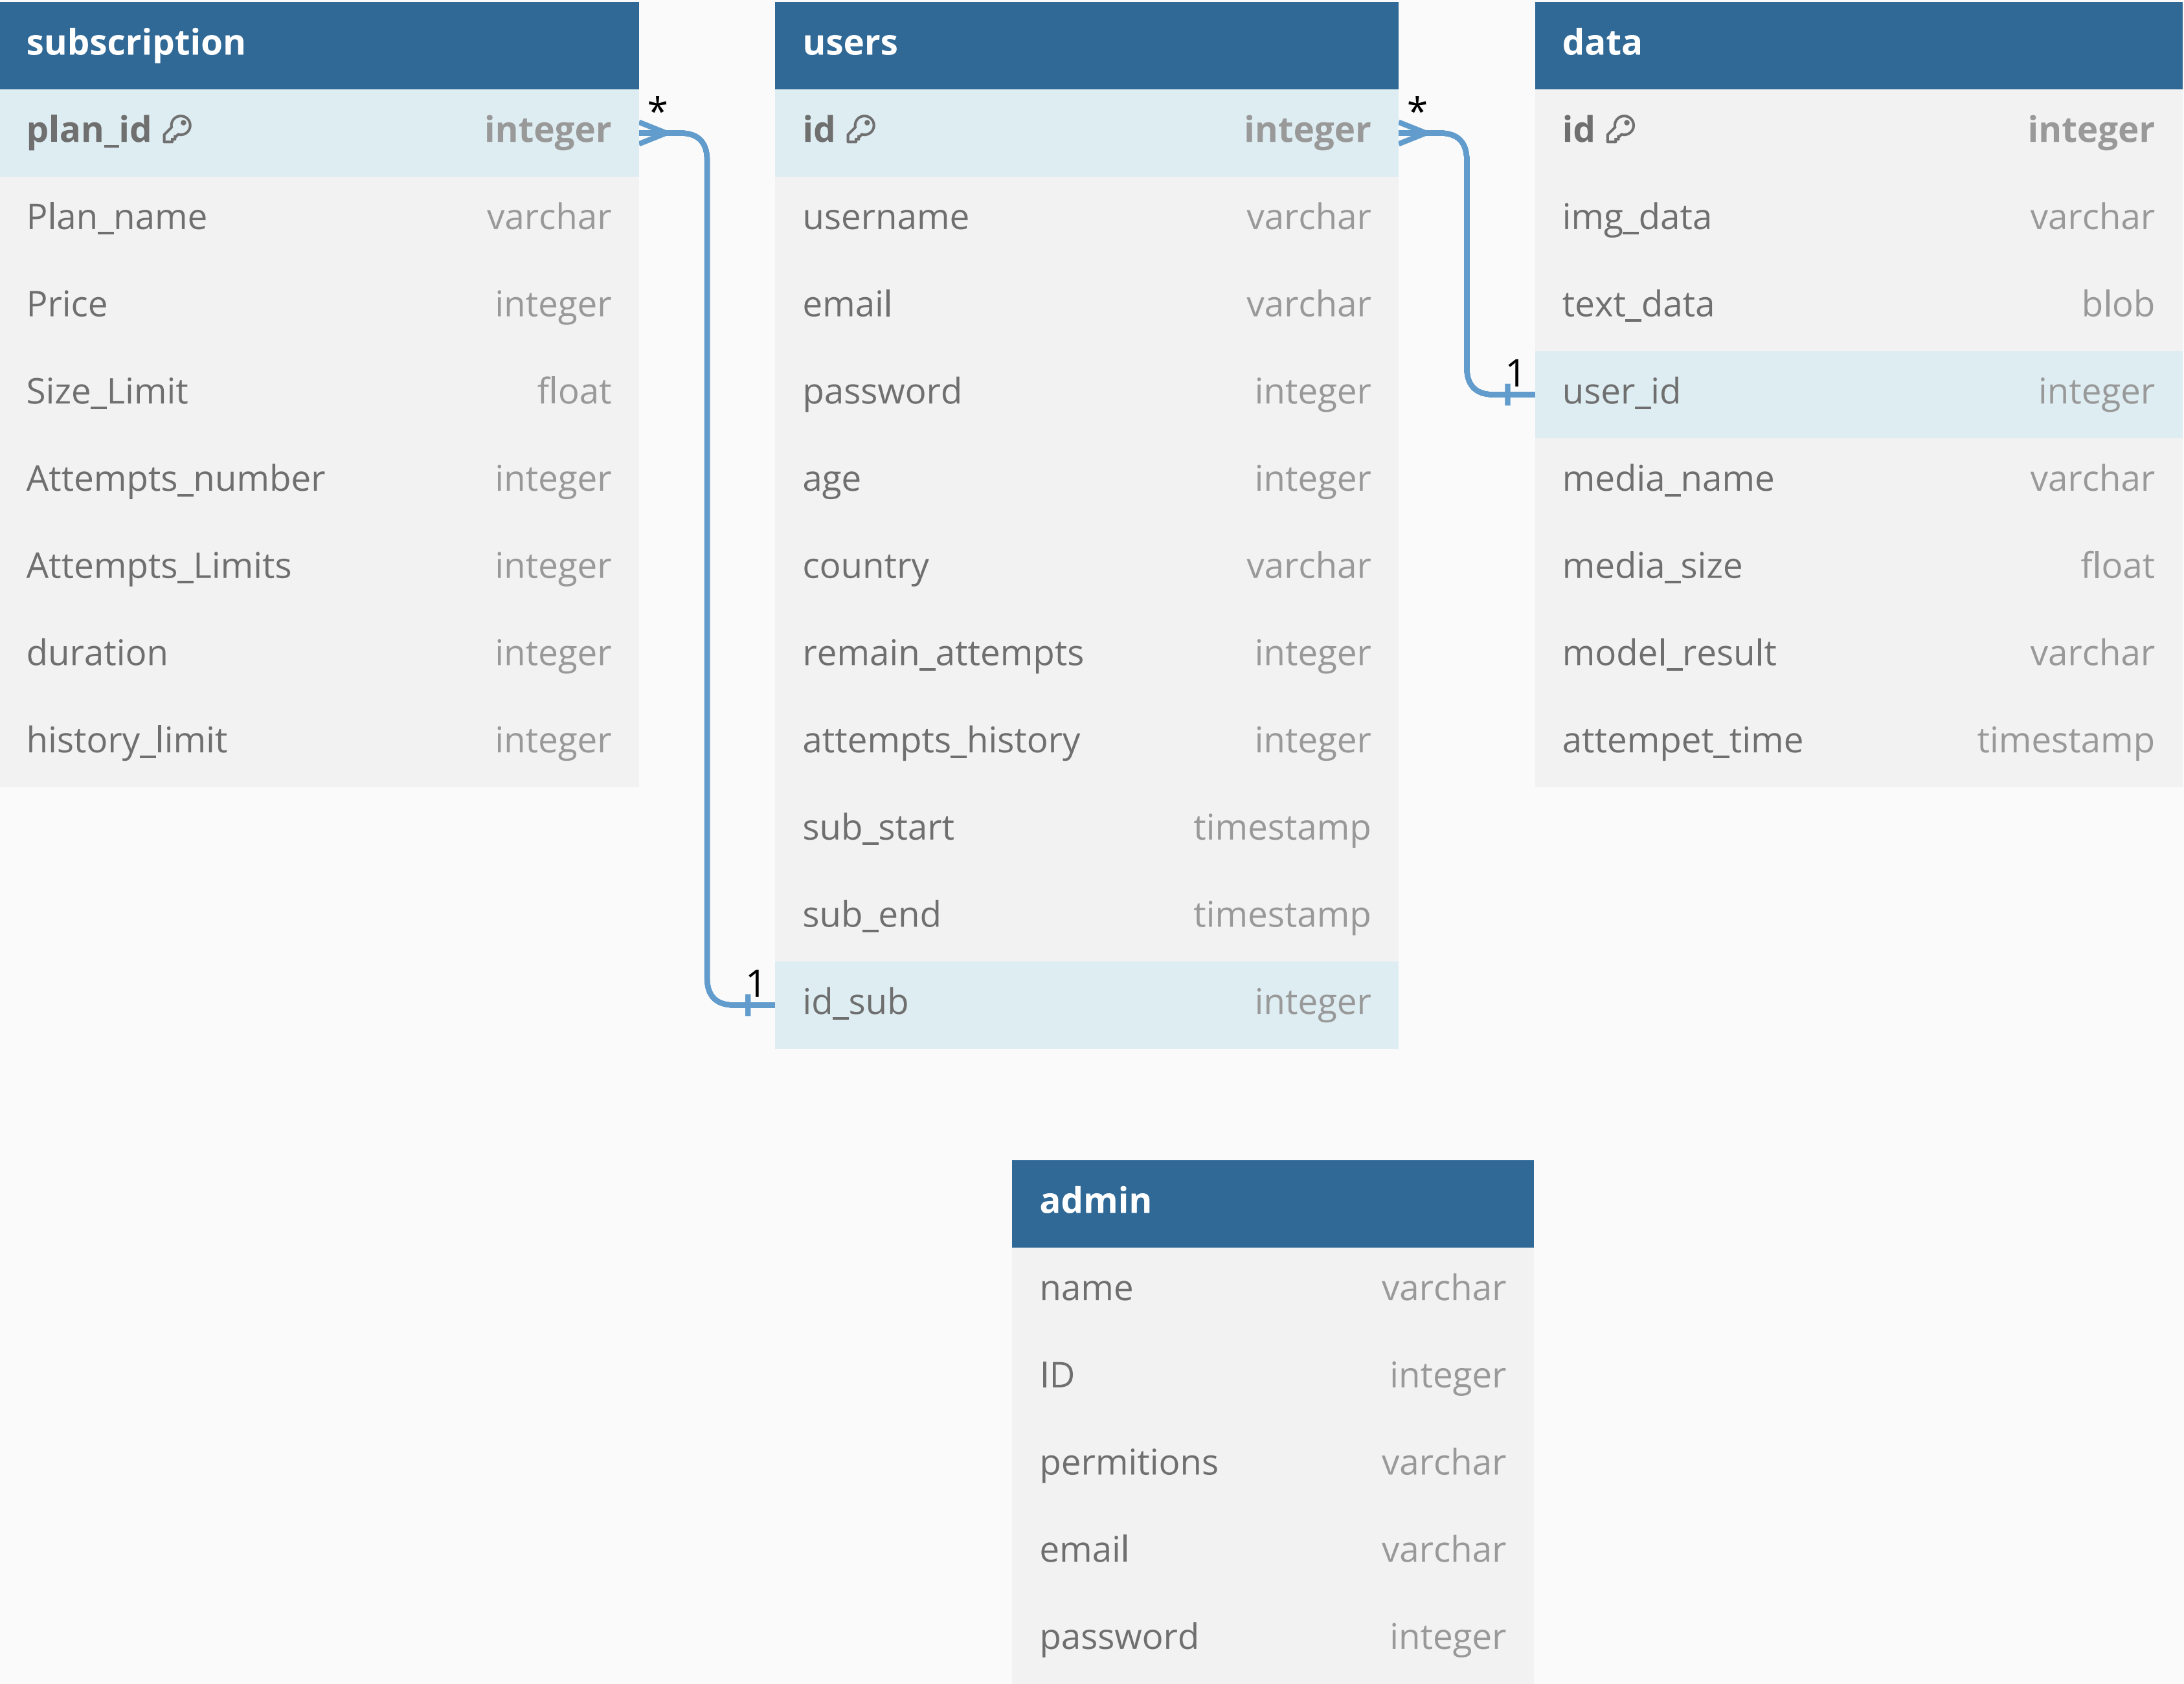 subscription
plan_id integer
Plan_name varchar
Price integer
Size_Limit float
Attempts_number integer
Attempts_Limits integer
duration integer
history_limit integer
*
1
users
id integer
username varchar
email varchar
password integer
age integer
country varchar
remain_attempts integer
attempts_history integer
sub_start timestamp
sub_end timestamp
id_sub integer
*
1
data
id integer
img_data varchar
text_data blob
user_id integer
media_name varchar
media_size float
model_result varchar
attempet_time timestamp
admin
name varchar
ID integer
permitions varchar
email varchar
password integer